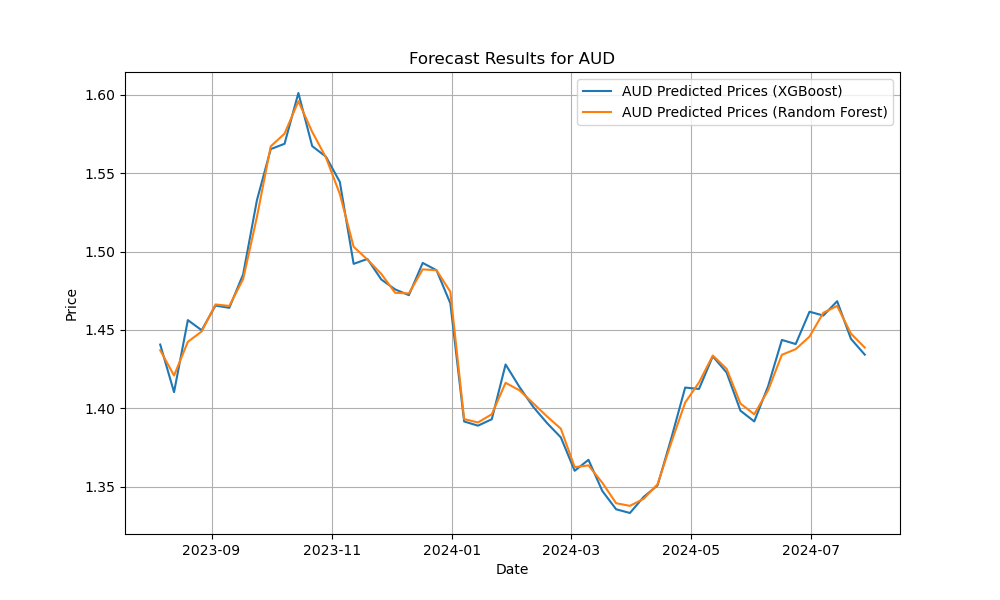 Forecast Results for AUD
AUD Predicted Prices (XGBoost)
AUD Predicted Prices (Random Forest)
Price
1.60
1.55
1.50
1.45
1.40
1.35
2023-09 2023-11 2024-01 2024-03 2024-05 2024-07
Date